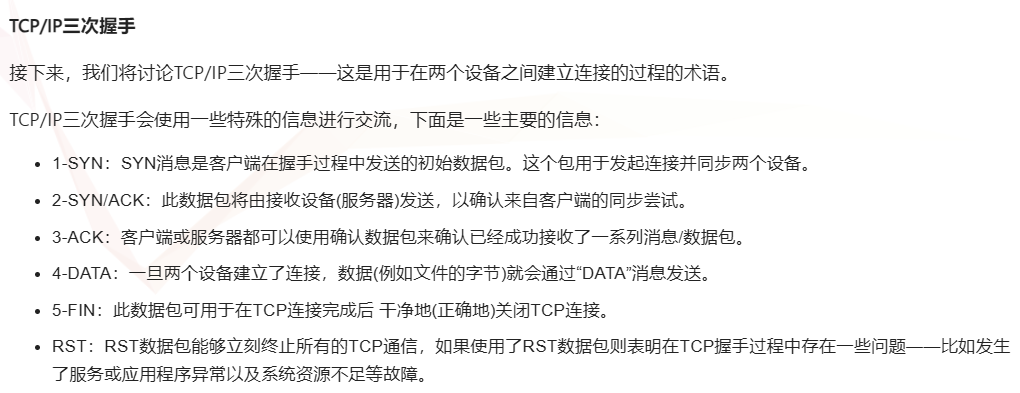 TCP/IP三次握手
接下来，我们将讨论TCP/IP三次握手——这是用于在两个设备之间建立连接的过程的术语。
TCP/IP三次握手会使用一些特殊的信息进行交流，下面是一些主要的信息：
• 1-SYN：SYN消息是客户端在握手过程中发送的初始数据包。这个包用于发起连接并同步两个设备。
• 2-SYN/ACK：此数据包将由接收设备(服务器)发送，以确认来自客户端的同步尝试。
• 3-ACK：客户端或服务器都可以使用确认数据包来确认已经成功接收了一系列消息/数据包。
• 4-DATA：一旦两个设备建立了连接，数据(例如文件的字节)就会通过“DATA”消息发送。
• 5-FIN：此数据包可用于在TCP连接完成后 干净地(正确地)关闭TCP连接。
• RST：RST数据包能够立刻终止所有的TCP通信，如果使用了RST数据包则表明在TCP握手过程中存在一些问题——比如发生
了服务或应用程序异常以及系统资源不足等故障。